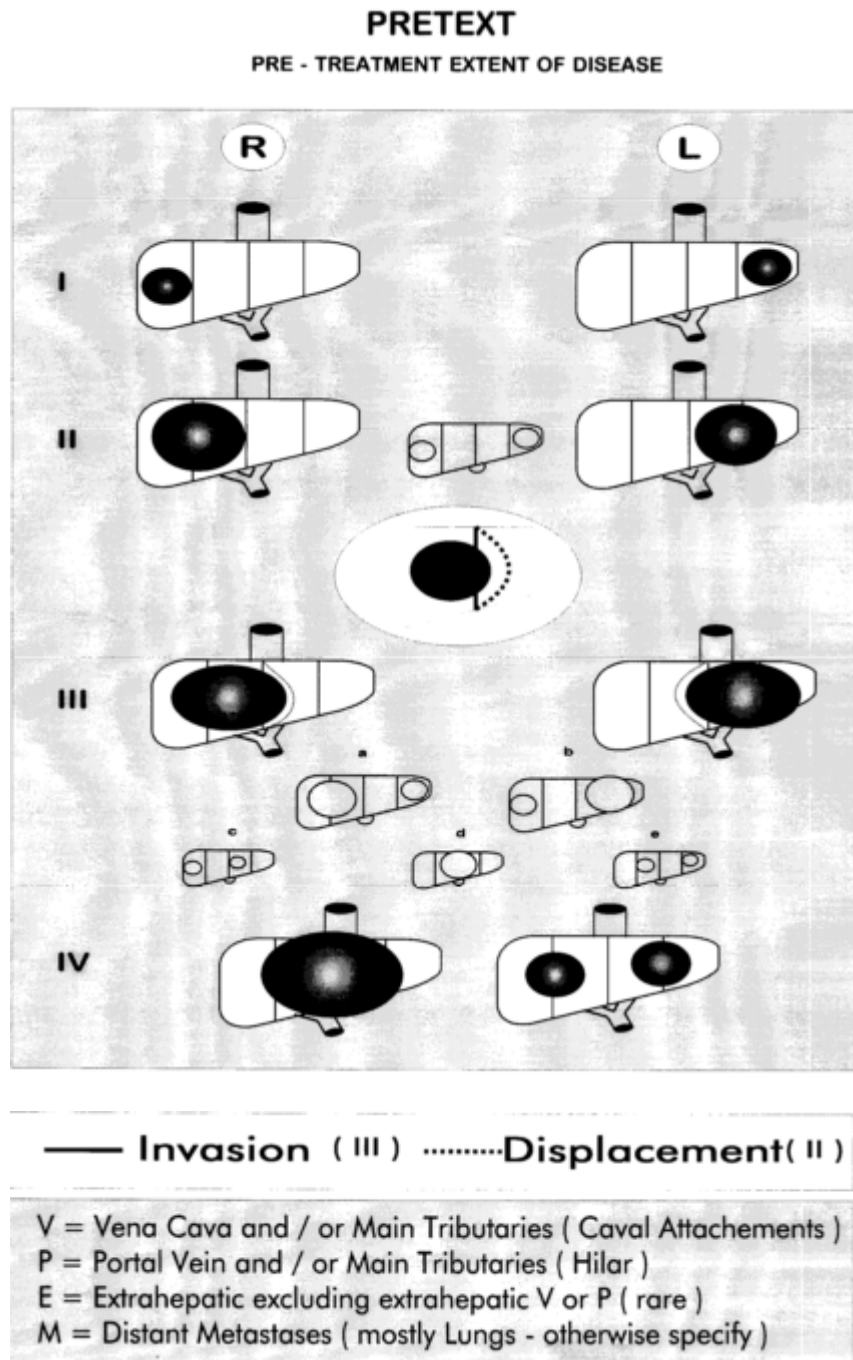 PRETEXT
PRE - TREATMENT EXTENT OF DISEASE
R L
I
II
III
a b
c d e
IV
Invasion ( III ) Displacement ( II )
V = Vena Cava and / or Main Tributaries ( Caval Attachements )
P = Portal Vein and / or Main Tributaries ( Hilar )
E = Extrahepatic excluding extrahepatic V or P ( rare )
M = Distant Metastases ( mostly Lungs - otherwise specify )